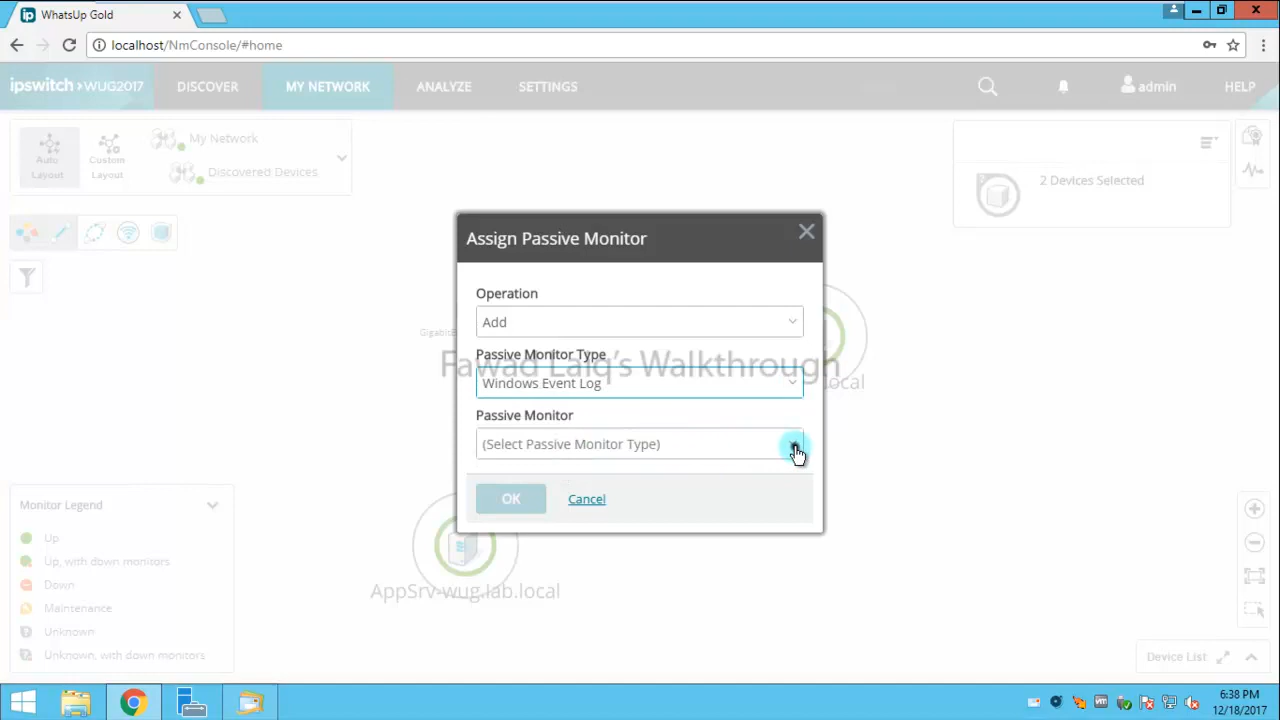 WhatsUp Gold
localhost/NmConsole/#home
ipswitch WUG2017
DISCOVER
MY NETWORK
ANALYZE
SETTINGS
admin
HELP
Auto
Layout
Custom
Layout
My Network
Discovered Devices
2 Devices Selected
Assign Passive Monitor
Operation
Add
Passive Monitor Type
Fawad Laiq's Walkthrough
Windows Event Log
Passive Monitor
(Select Passive Monitor Type)
OK
Cancel
.local
Monitor Legend
Up
Up, with down monitors
Down
Maintenance
Unknown
Unknown, with down monitors
AppSrv-wug.lab.local
Device List
6:38 PM
12/18/2017